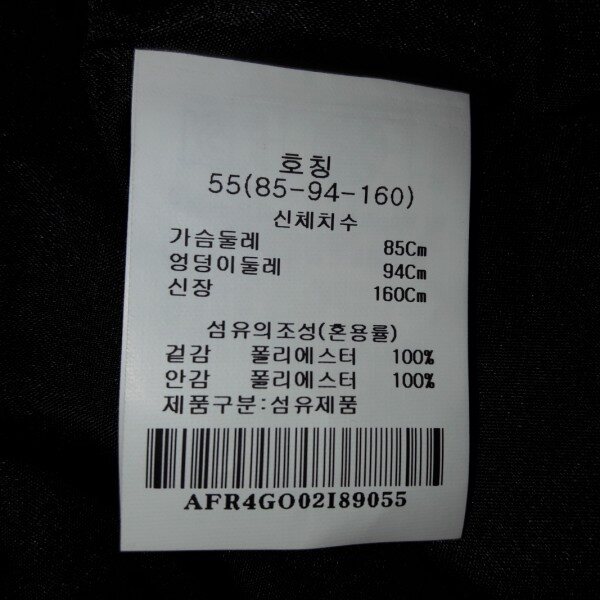 호칭
55(85-94-160)
신체치수
가슴둘레 85Cm
엉덩이둘레 94Cm
신장 160Cm
섬유의조성(혼용률)
겉감 폴리에스터 100%
안감 폴리에스터 100%
제품구분:섬유제품
AFR4GO02I89055